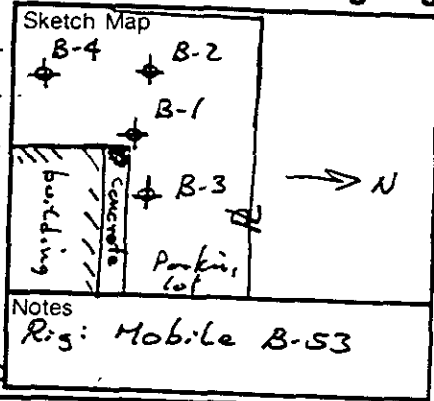 Sketch Map
B-4
B-2
B-1
B-3
N
building
Concrete
Parking
lot
Notes
Rig: Mobile B-53